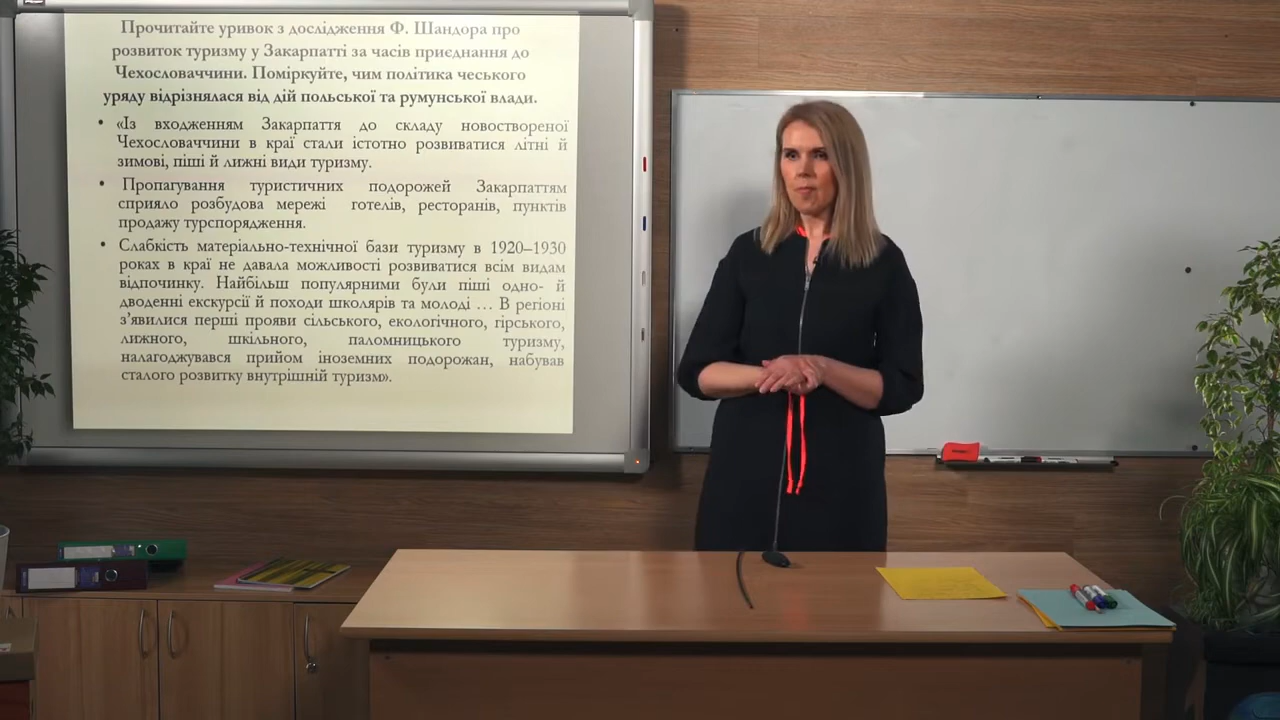 Прочитайте уривок з дослідження Ф. Шандора про
розвиток туризму у Закарпатті за часів приєднання до
Чехословаччини. Поміркуйте, чим політика чеського
уряду відрізнялася від дій польської та румунської влади.
• «Із входженням Закарпаття до складу новоствореної
Чехословаччини в краї стали істотно розвиватися літні й
зимові, піші й лижні види туризму.
• Пропагування туристичних подорожей Закарпаттям
сприяло розбудова мережі готелів, ресторанів, пунктів
продажу турспорядження.
• Слабкість матеріально-технічної бази туризму в 1920–1930
роках в краї не давала можливості розвиватися всім видам
відпочинку. Найбільш популярними були піші одно- й
дводенні екскурсії й походи школярів та молоді ... В регіоні
з’явилися перші прояви сільського, екологічного, гірського,
лижного, шкільного, паломницького туризму,
налагоджувався прийом іноземних подорожан, набував
сталого розвитку внутрішній туризм».